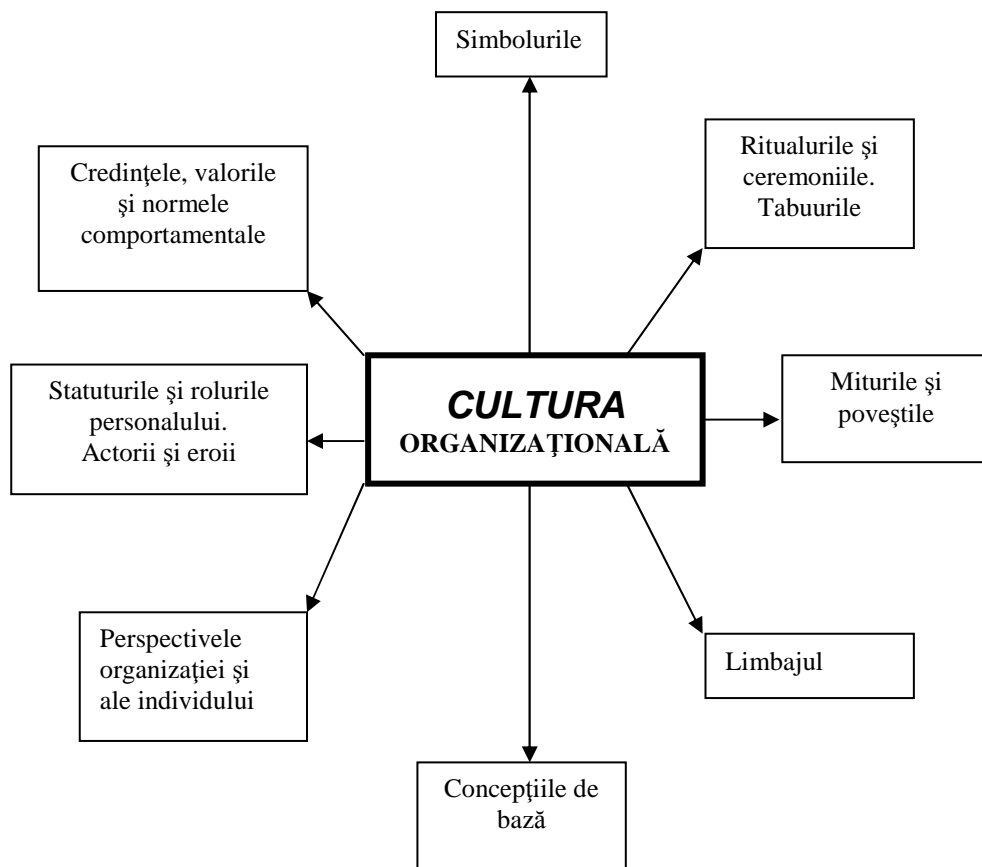 Simbolurile
Ritualurile şi
ceremoniile.
Tabuurile
Credinţele, valorile
şi normele
comportamentale
Statuturile şi rolurile
personalului.
Actorii şi eroii
CULTURA
ORGANIZAŢIONALĂ
Miturile şi
poveştile
Perspectivele
organizaţiei şi
ale individului
Limbajul
Concepţiile de
bază